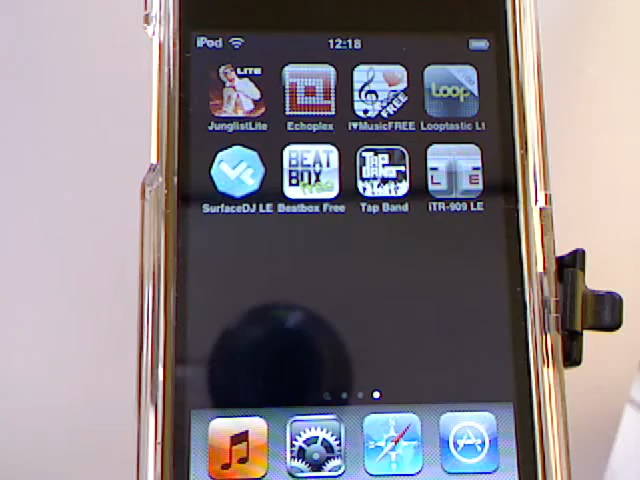 iPod 12:18
LITE FREE Loop
JunglistLite Echoplex I♥MusicFREE Looptastic Li
BEAT BOX free TAP BAND L E
SurfaceDJ LE Beatbox Free Tap Band iTR-909 LE